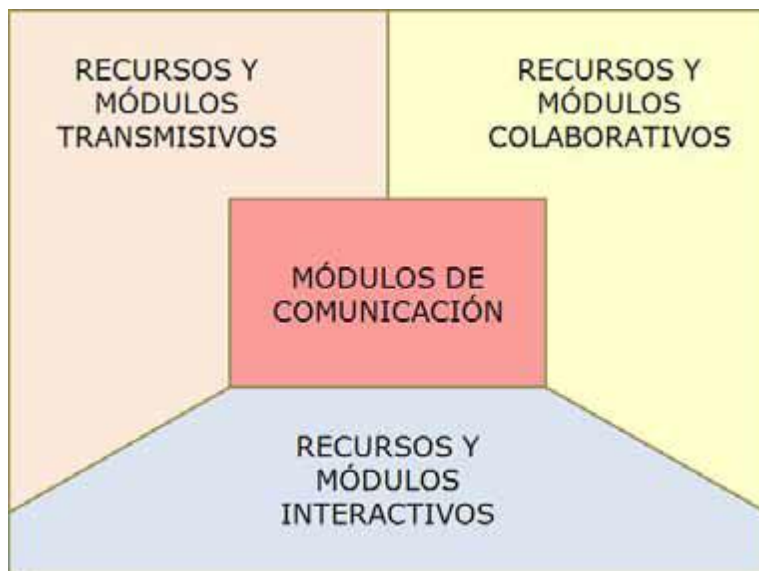 RECURSOS Y
MÓDULOS
TRANSMISIVOS
RECURSOS Y
MÓDULOS
COLABORATIVOS
MÓDULOS DE
COMUNICACIÓN
RECURSOS Y
MÓDULOS
INTERACTIVOS